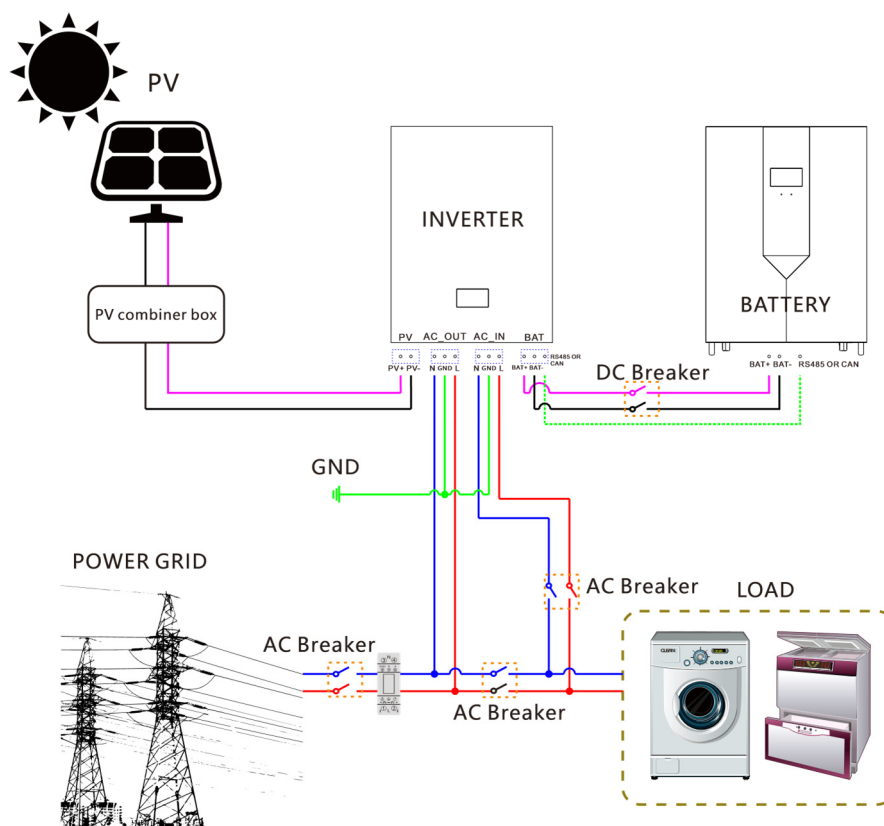 PV
INVERTER
BATTERY
PV combiner box
PV AC_OUT AC_IN BAT
RS485 OR
CAN
PV+ PV- N GND L N GND L BAT+ BAT-
BAT+ BAT- RS485 OR CAN
DC Breaker
GND
POWER GRID
AC Breaker
LOAD
AC Breaker
AC Breaker